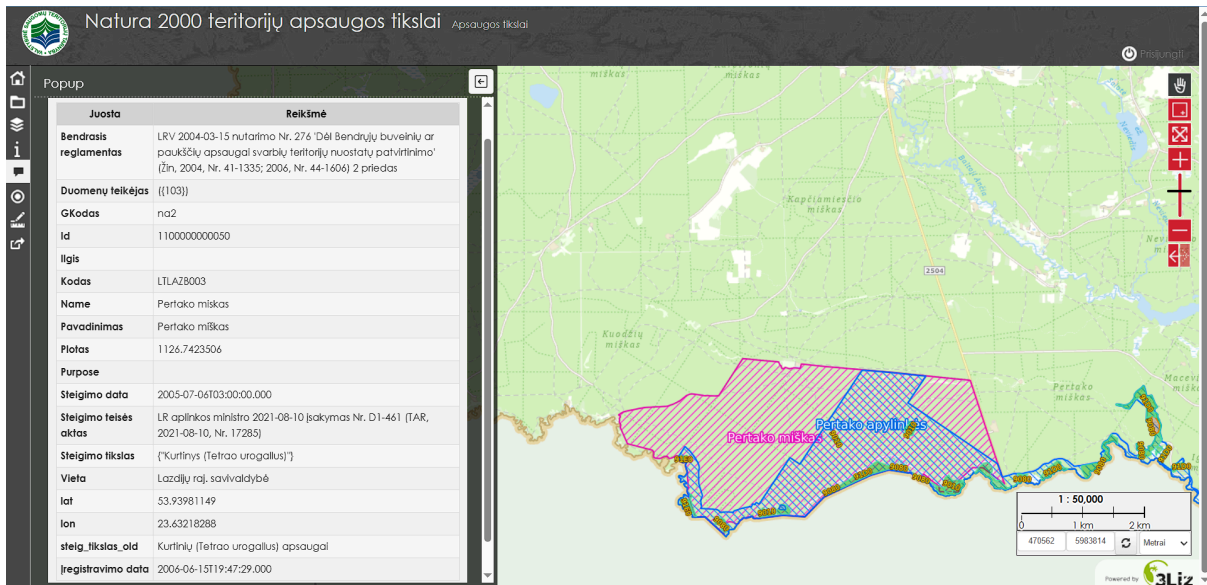 Natura 2000 teritorijų apsaugos tikslai Apsaugos tikslai
Prisijungti
Popup
Juosta Reikšmė
Bendrasis reglamentas LRV 2004-03-15 nutarimo Nr. 276 'Dėl Bendrųjų buveinių ar
paukščių apsaugai svarbių teritorijų nuostatų patvirtinimo'
(Žin, 2004, Nr. 41-1335; 2006, Nr. 44-1606) 2 priedas
Duomenų teikėjas ({103})
GKodas na2
Id 1100000000050
Ilgis
Kodas LTLAZB003
Name Pertako miskas
Pavadinimas Pertako miškas
Plotas 1126.7423506
Purpose
Steigimo data 2005-07-06T03:00:00.000
Steigimo teisės aktas LR aplinkos ministro 2021-08-10 įsakymas Nr. D1-461 (TAR,
2021-08-10, Nr. 17285)
Steigimo tikslas {"Kurtinys (Tetrao urogallus)"}
Vieta Lazdijų raj. savivaldybė
lat 53.93981149
lon 23.63218288
steig_tikslas_old Kurtinių (Tetrao urogallus) apsaugai
Įregistravimo data 2006-06-15T19:47:29.000
miškas
miškas
Kapčiamiesčio
miškas
2504
Kuodžių
miškas
Pertako
miškas
Pertako miškas
Pertako apylinkės
1 : 50,000
0 1 km 2 km
470562 5983814 Metrai
Powered by 3Liz